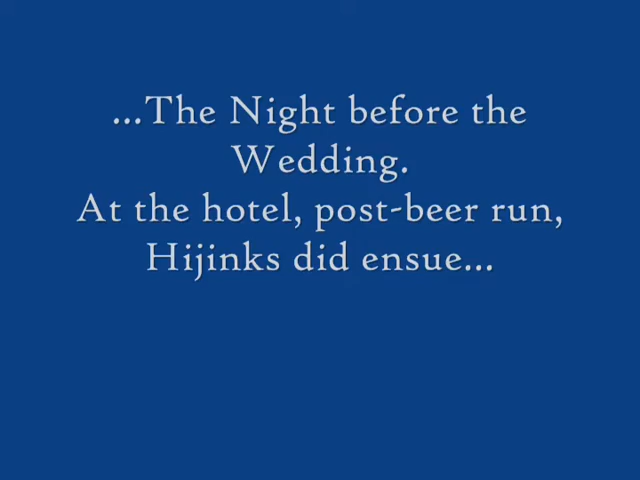 ...The Night before the
Wedding.
At the hotel, post-beer run,
Hijinks did ensue...